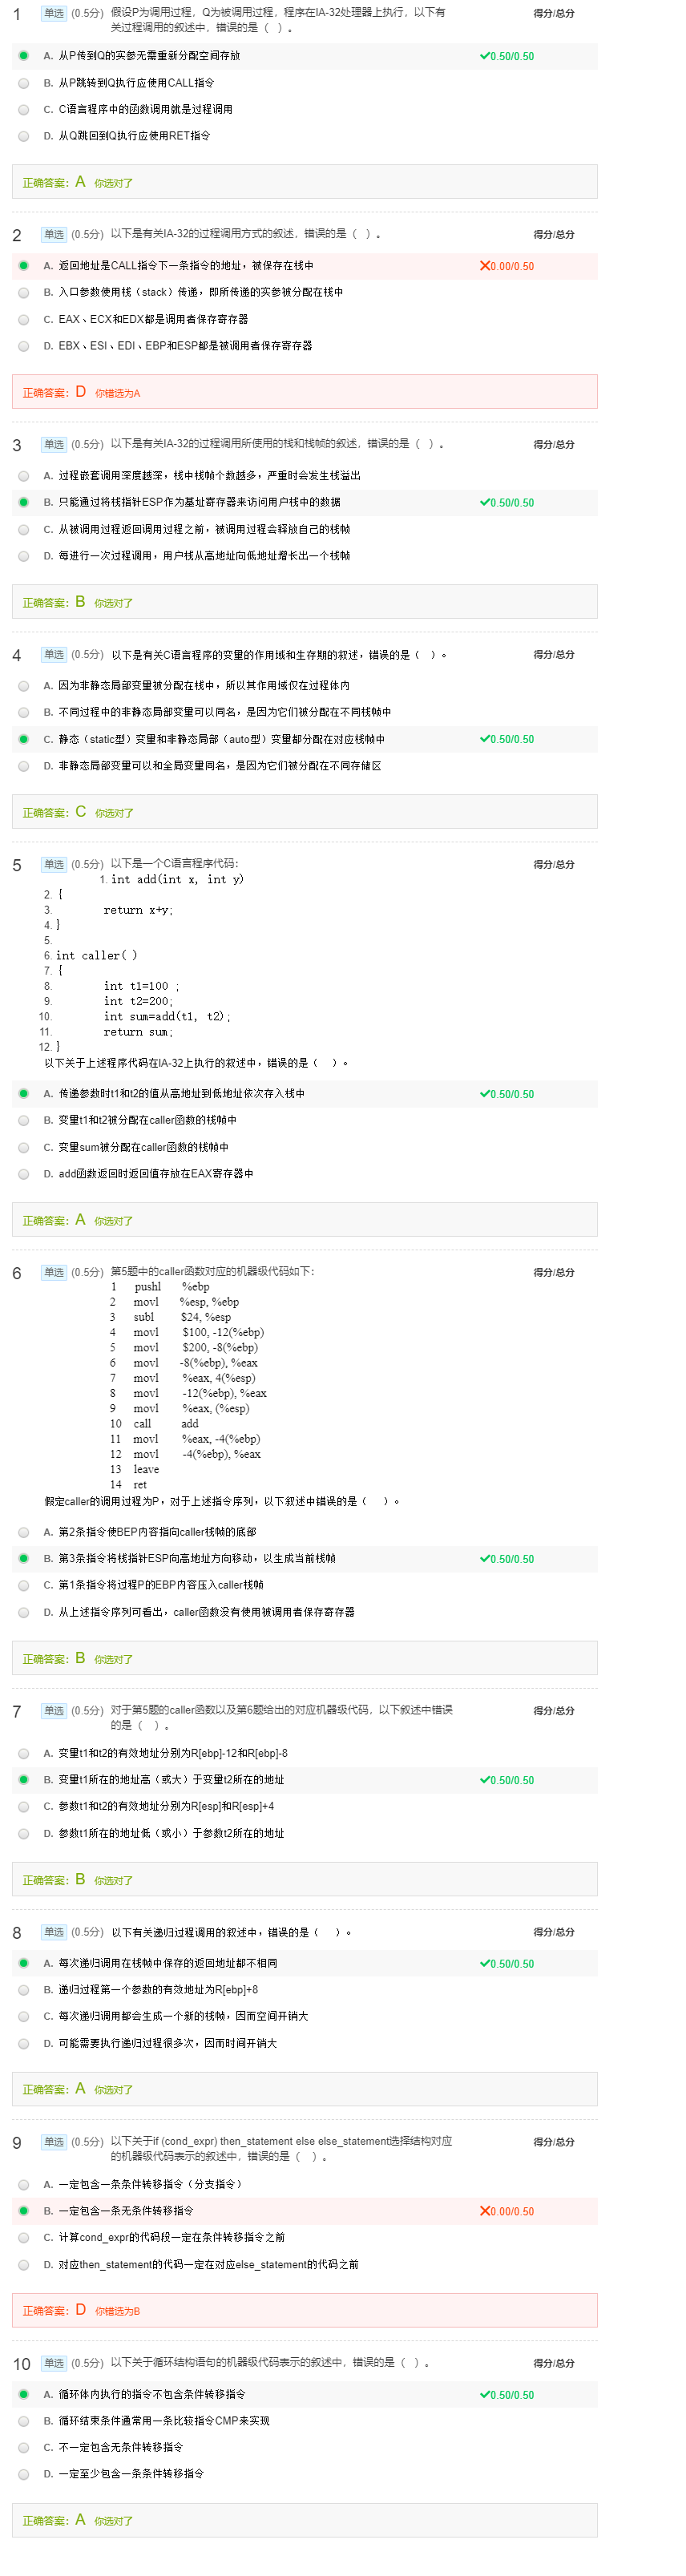 1 单选 (0.5分) 假设P为调用过程，Q为被调用过程，程序在IA-32处理器上执行，以下有 得分/总分
关过程调用的叙述中，错误的是（ ）。
A. 从P传到Q的实参无需重新分配空间存放 0.50/0.50
B. 从P跳转到Q执行应使用CALL指令
C. C语言程序中的函数调用就是过程调用
D. 从Q跳回到Q执行应使用RET指令
正确答案：A 你选对了
2 单选 (0.5分) 以下是有关IA-32的过程调用方式的叙述，错误的是（ ）。 得分/总分
A. 返回地址是CALL指令下一条指令的地址，被保存在栈中 0.00/0.50
B. 入口参数使用栈（stack）传递，即所传递的实参被分配在栈中
C. EAX、ECX和EDX都是调用者保存寄存器
D. EBX、ESI、EDI、EBP和ESP都是被调用者保存寄存器
正确答案：D 你错选为A
3 单选 (0.5分) 以下是有关IA-32的过程调用所使用的栈和栈帧的叙述，错误的是（ ）。 得分/总分
A. 过程嵌套调用深度越深，栈中栈帧个数越多，严重时会发生栈溢出
B. 只能通过将栈指针ESP作为基址寄存器来访问用户栈中的数据 0.50/0.50
C. 从被调用过程返回调用过程之前，被调用过程会释放自己的栈帧
D. 每进行一次过程调用，用户栈从高地址向低地址增长出一个栈帧
正确答案：B 你选对了
4 单选 (0.5分) 以下是有关C语言程序的变量的作用域和生存期的叙述，错误的是（ ）。 得分/总分
A. 因为非静态局部变量被分配在栈中，所以其作用域仅在过程体内
B. 不同过程中的非静态局部变量可以同名，是因为它们被分配在不同栈帧中
C. 静态（static型）变量和非静态局部（auto型）变量都分配在对应栈帧中 0.50/0.50
D. 非静态局部变量可以和全局变量同名，是因为它们被分配在不同存储区
正确答案：C 你选对了
5 单选 (0.5分) 以下是一个C语言程序代码： 得分/总分
1. int add(int x, int y)
2. {
3. return x+y;
4. }
5.
6. int caller( )
7. {
8. int t1=100 ;
9. int t2=200;
10. int sum=add(t1, t2);
11. return sum;
12. }
以下关于上述程序代码在IA-32上执行的叙述中，错误的是（ ）。
A. 传递参数时t1和t2的值从高地址到低地址依次存入栈中 0.50/0.50
B. 变量t1和t2被分配在caller函数的栈帧中
C. 变量sum被分配在caller函数的栈帧中
D. add函数返回时返回值存放在EAX寄存器中
正确答案：A 你选对了
6 单选 (0.5分) 第5题中的caller函数对应的机器级代码如下： 得分/总分
1 pushl %ebp
2 movl %esp, %ebp
3 subl $24, %esp
4 movl $100, -12(%ebp)
5 movl $200, -8(%ebp)
6 movl -8(%ebp), %eax
7 movl %eax, 4(%esp)
8 movl -12(%ebp), %eax
9 movl %eax, (%esp)
10 call add
11 movl %eax, -4(%ebp)
12 movl -4(%ebp), %eax
13 leave
14 ret
假定caller的调用过程为P，对于上述指令序列，以下叙述中错误的是（ ）。
A. 第2条指令使BEP内容指向caller栈帧的底部
B. 第3条指令将栈指针ESP向高地址方向移动，以生成当前栈帧 0.50/0.50
C. 第1条指令将过程P的EBP内容压入caller栈帧
D. 从上述指令序列可看出，caller函数没有使用被调用者保存寄存器
正确答案：B 你选对了
7 单选 (0.5分) 对于第5题的caller函数以及第6题给出的对应机器级代码，以下叙述中错误 得分/总分
的是（ ）。
A. 变量t1和t2的有效地址分别为R[ebp]-12和R[ebp]-8
B. 变量t1所在的地址高（或大）于变量t2所在的地址 0.50/0.50
C. 参数t1和t2的有效地址分别为R[esp]和R[esp]+4
D. 参数t1所在的地址低（或小）于参数t2所在的地址
正确答案：B 你选对了
8 单选 (0.5分) 以下有关递归过程调用的叙述中，错误的是（ ）。 得分/总分
A. 每次递归调用在栈帧中保存的返回地址都不相同 0.50/0.50
B. 递归过程第一个参数的有效地址为R[ebp]+8
C. 每次递归调用都会生成一个新的栈帧，因而空间开销大
D. 可能需要执行递归过程很多次，因而时间开销大
正确答案：A 你选对了
9 单选 (0.5分) 以下关于if (cond_expr) then_statement else else_statement选择结构对应 得分/总分
的机器级代码表示的叙述中，错误的是（ ）。
A. 一定包含一条条件转移指令（分支指令）
B. 一定包含一条无条件转移指令 0.00/0.50
C. 计算cond_expr的代码段一定在条件转移指令之前
D. 对应then_statement的代码一定在对应else_statement的代码之前
正确答案：D 你错选为B
10 单选 (0.5分) 以下关于循环结构语句的机器级代码表示的叙述中，错误的是（ ）。 得分/总分
A. 循环体内执行的指令不包含条件转移指令 0.50/0.50
B. 循环结束条件通常用一条比较指令CMP来实现
C. 不一定包含无条件转移指令
D. 一定至少包含一条条件转移指令
正确答案：A 你选对了